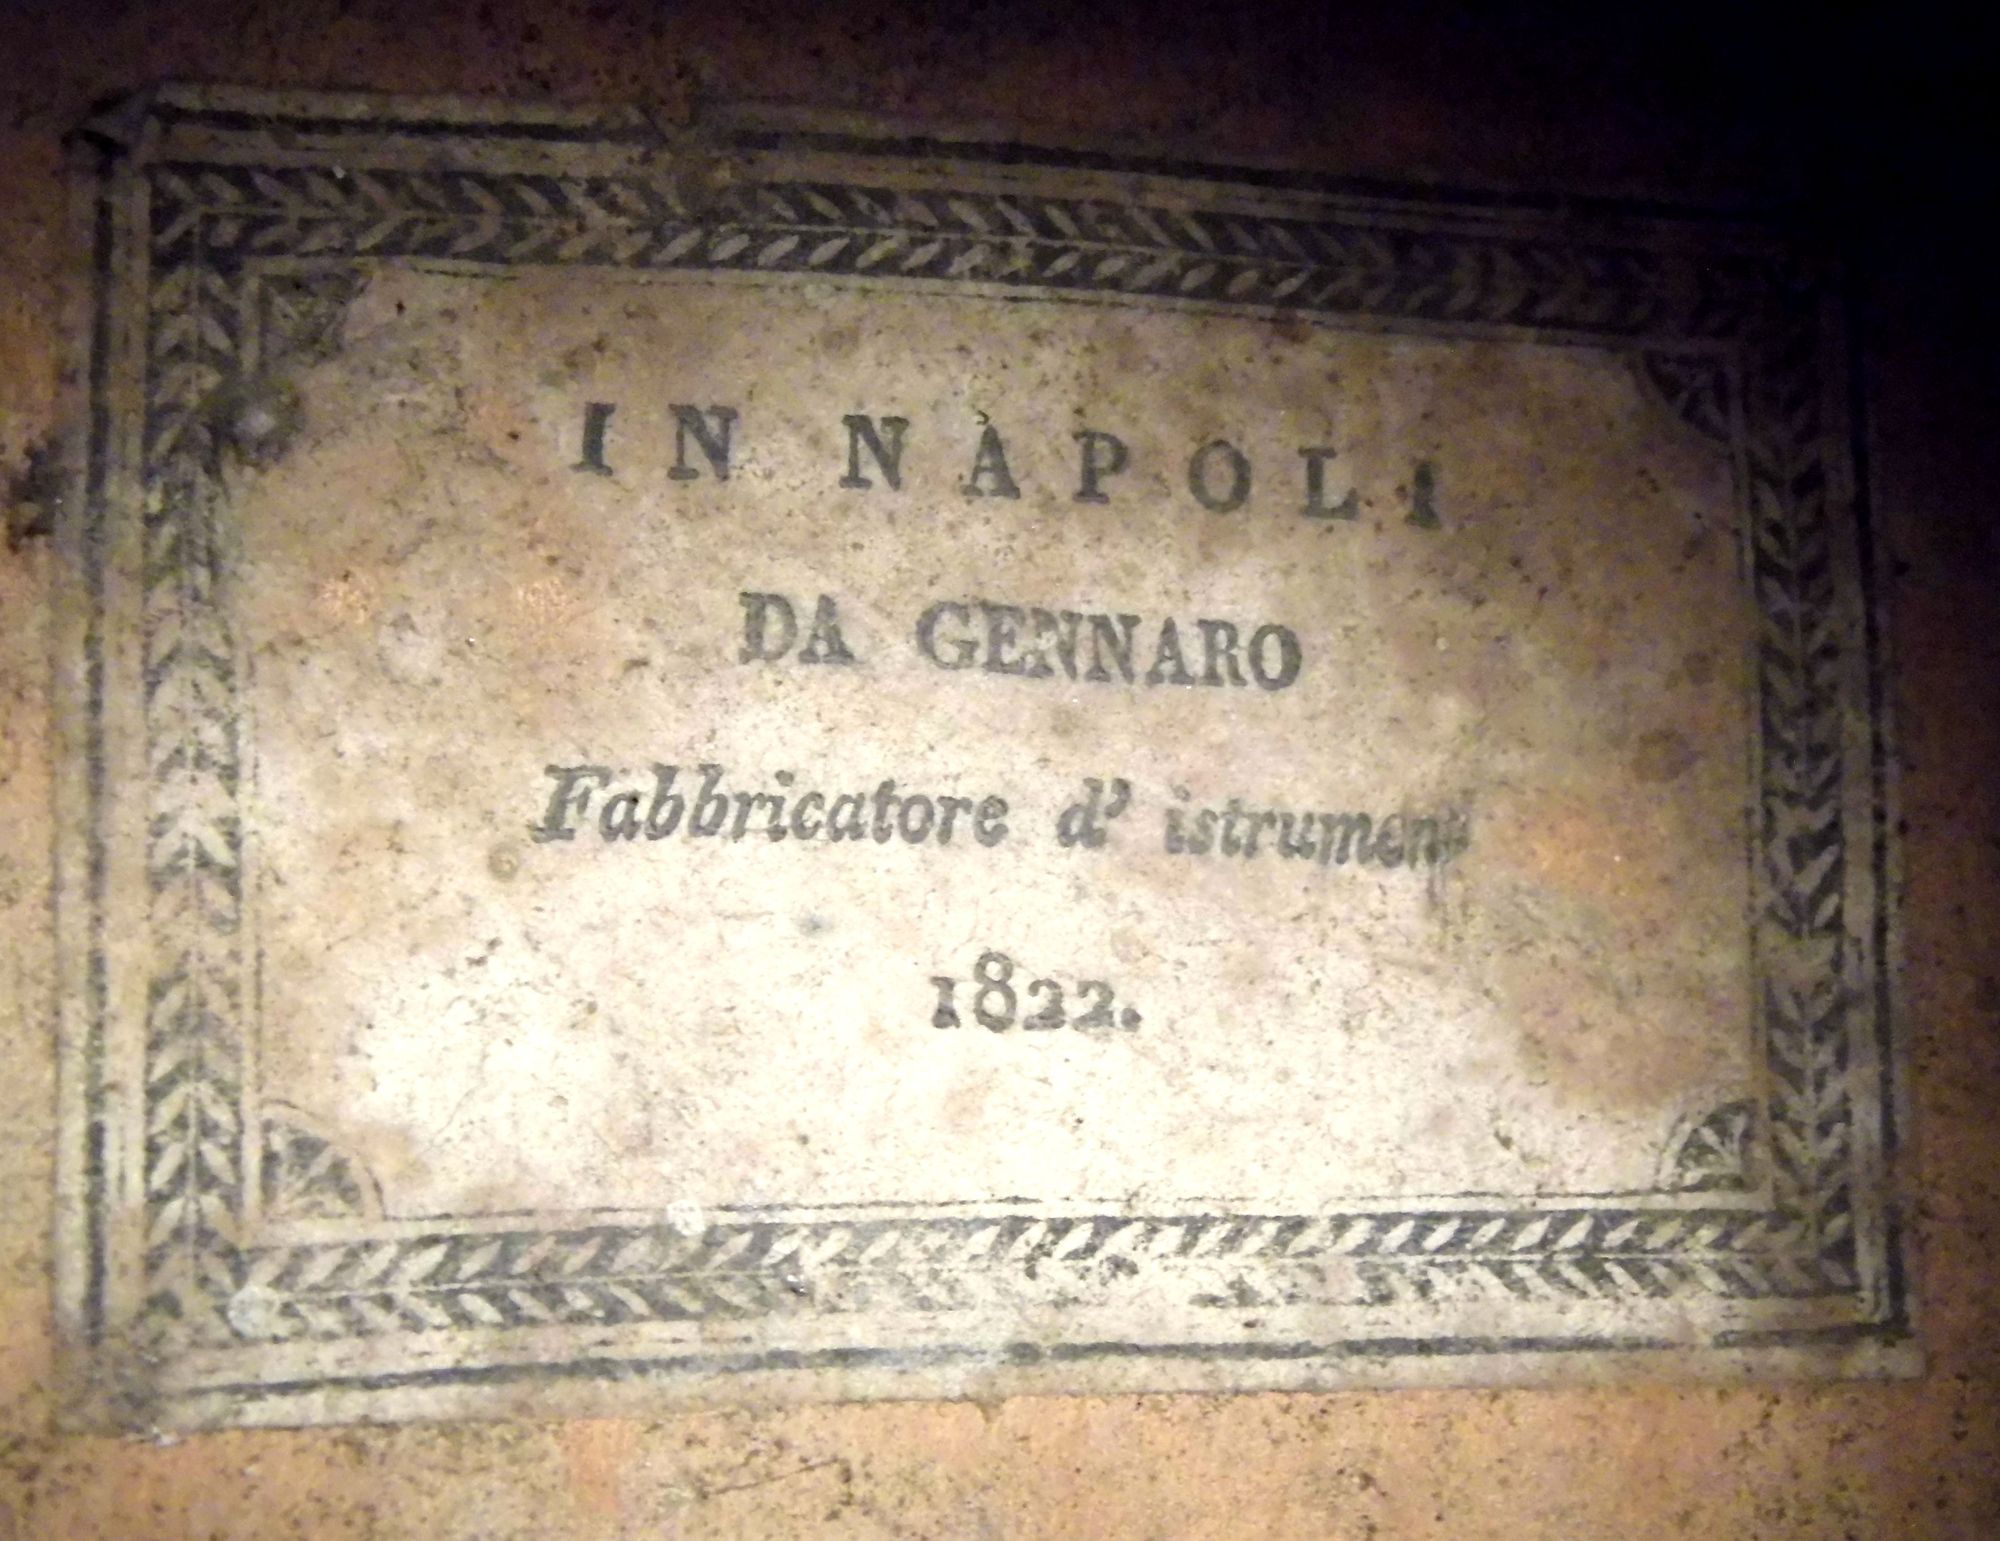 IN NÀPOLI
DA GENNARO
Fabbricatore d' istrumenti
1822.